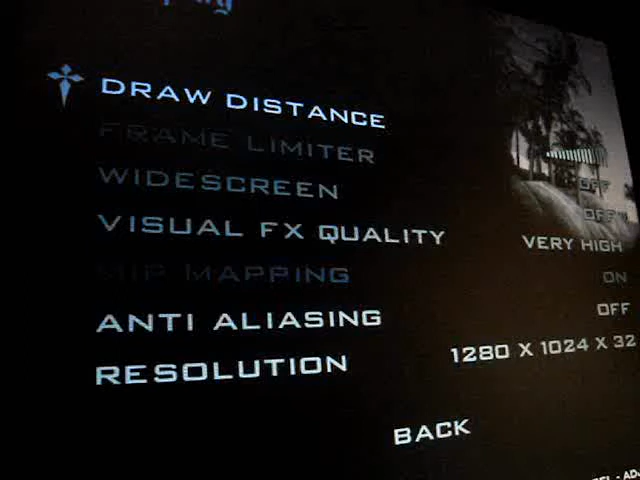 DRAW DISTANCE
FRAME LIMITER OFF
WIDESCREEN OFF
VISUAL FX QUALITY VERY HIGH
MIP MAPPING ON
ANTI ALIASING OFF
RESOLUTION 1280 X 1024 X 32
BACK